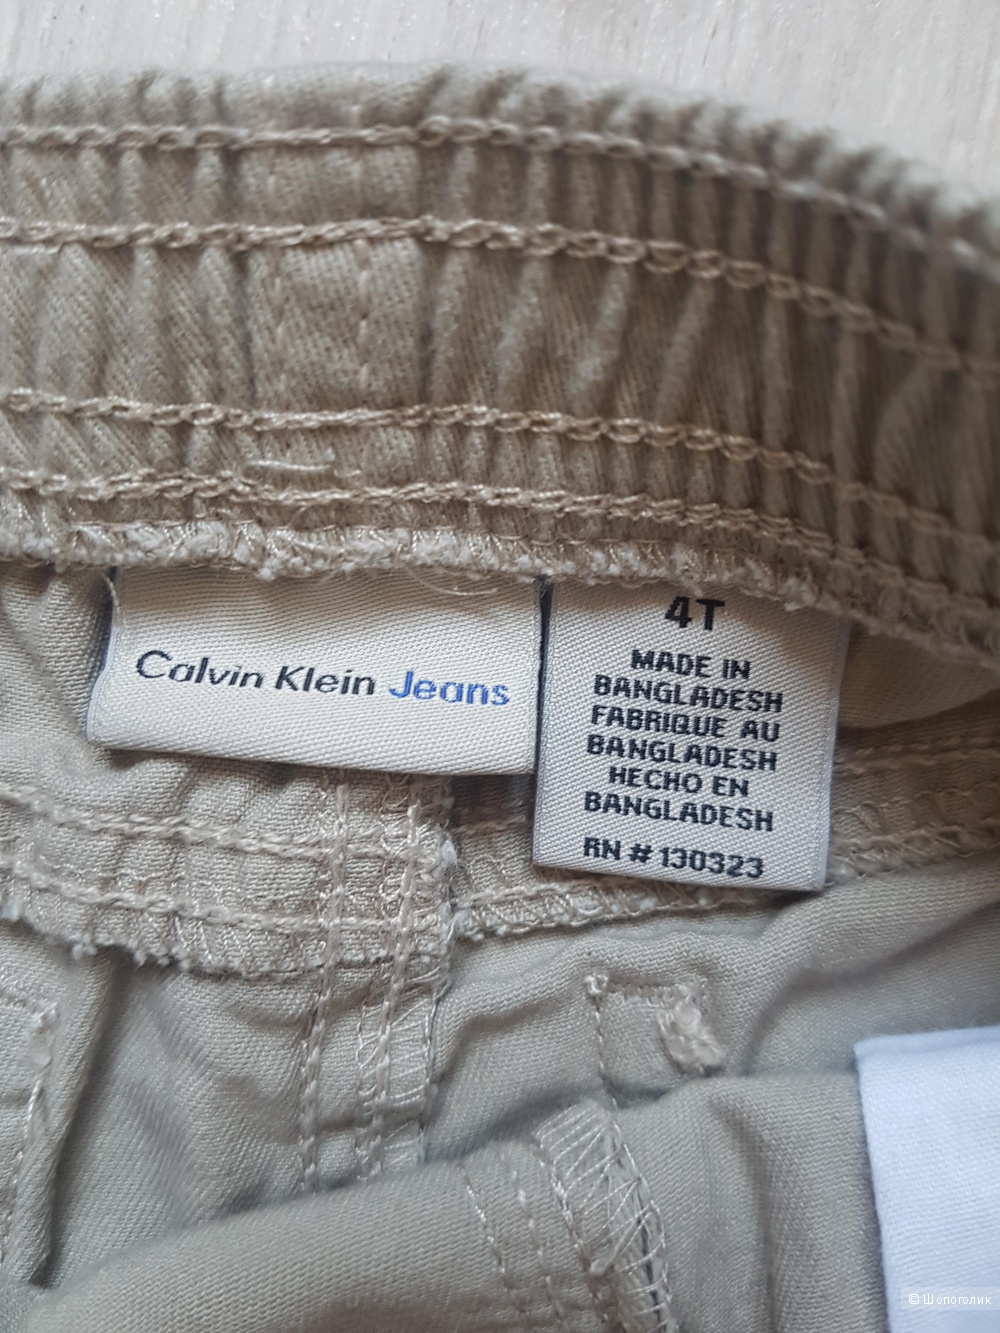 Calvin Klein Jeans
4T
MADE IN
BANGLADESH
FABRIQUE AU
BANGLADESH
HECHO EN
BANGLADESH
RN # 130323
© Шопоголик